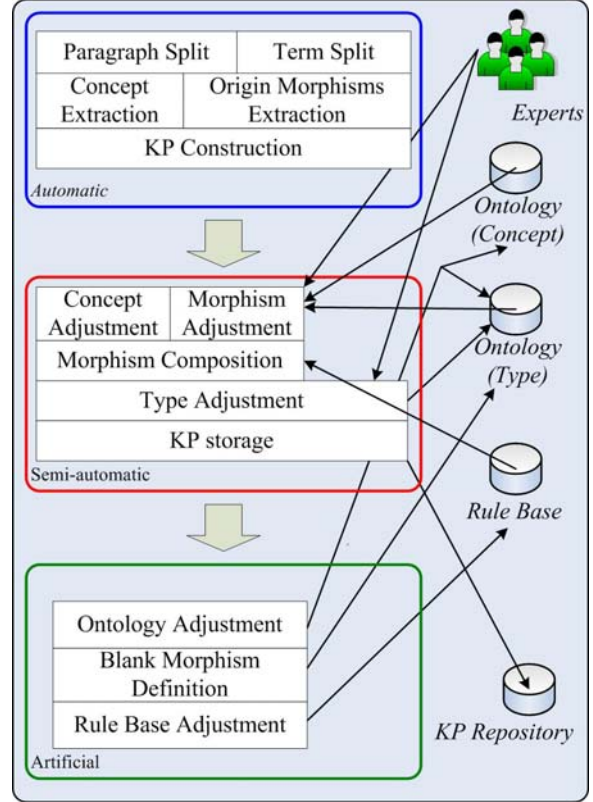 Paragraph Split
Term Split
Concept
Extraction
Origin Morphisms
Extraction
KP Construction
Automatic
Experts
Ontology
(Concept)
Concept
Adjustment
Morphism
Adjustment
Morphism Composition
Type Adjustment
KP storage
Semi-automatic
Ontology
(Type)
Rule Base
Ontology Adjustment
Blank Morphism
Definition
Rule Base Adjustment
Artificial
KP Repository